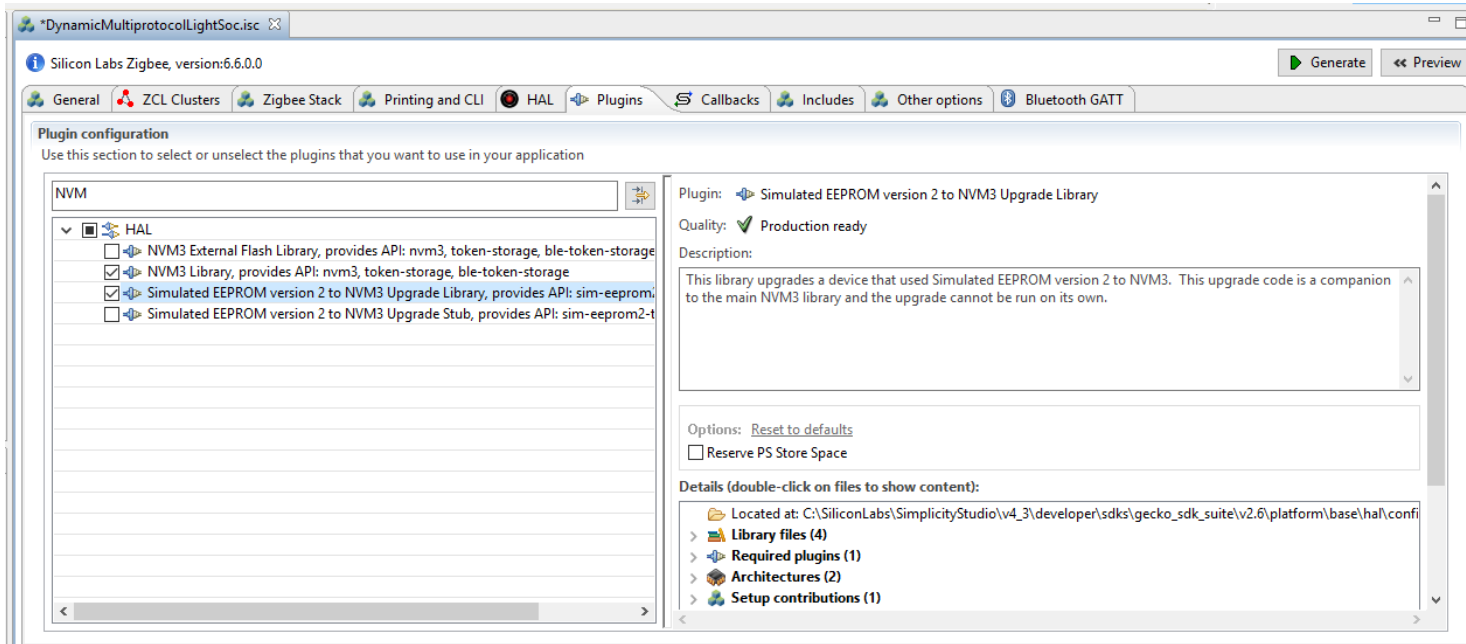 *DynamicMultiprotocolLightSoc.isc
Silicon Labs Zigbee, version:6.6.0.0
Generate
Preview
General
ZCL Clusters
Zigbee Stack
Printing and CLI
HAL
Plugins
Callbacks
Includes
Other options
Bluetooth GATT
Plugin configuration
Use this section to select or unselect the plugins that you want to use in your application
NVM
HAL
NVM3 External Flash Library, provides API: nvm3, token-storage, ble-token-storage
NVM3 Library, provides API: nvm3, token-storage, ble-token-storage
Simulated EEPROM version 2 to NVM3 Upgrade Library, provides API: sim-eeprom
Simulated EEPROM version 2 to NVM3 Upgrade Stub, provides API: sim-eeprom2-t
Plugin: Simulated EEPROM version 2 to NVM3 Upgrade Library
Quality: Production ready
Description:
This library upgrades a device that used Simulated EEPROM version 2 to NVM3. This upgrade code is a companion
to the main NVM3 library and the upgrade cannot be run on its own.
Options: Reset to defaults
Reserve PS Store Space
Details (double-click on files to show content):
Located at: C:\SiliconLabs\SimplicityStudio\v4_3\developer\sdks\gecko_sdk_suite\v2.6\platform\base\hal\confi
Library files (4)
Required plugins (1)
Architectures (2)
Setup contributions (1)